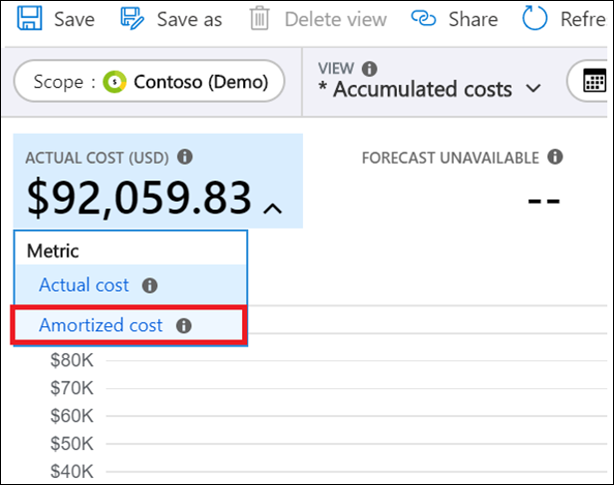 Save Save as Delete view Share Refre
Scope : Contoso (Demo)
VIEW
* Accumulated costs
ACTUAL COST (USD)
$92,059.83
FORECAST UNAVAILABLE
--
Metric
Actual cost
Amortized cost
$80K
$70K
$60K
$50K
$40K